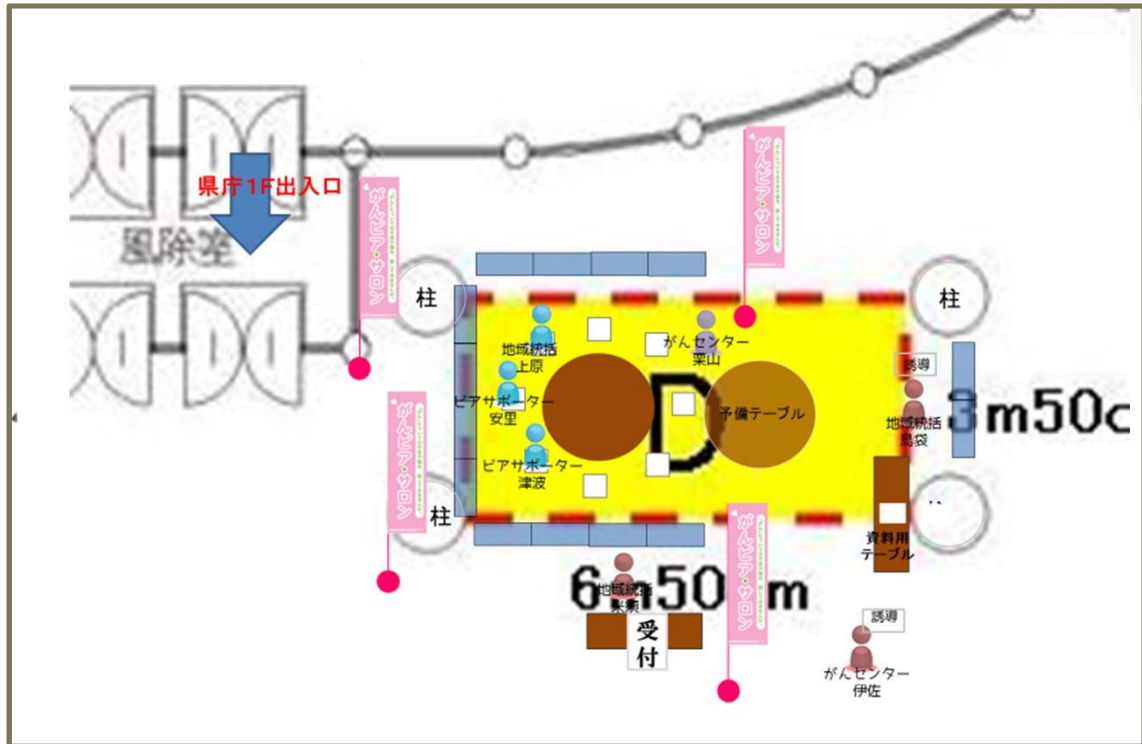 県庁1F出入口
風除室
がんピア・サロン
がんピア・サロン
柱
柱
地域統括
上原
がんセンター
栗山
誘導
ピアサポーター
安里
D
予備テーブル
地域統括
島袋
3m50c
ピアサポーター
津波
がんピア・サロン
柱
がんピア・サロン
資料用
テーブル
6m50 m
地域統括
受付
誘導
がんセンター
伊佐